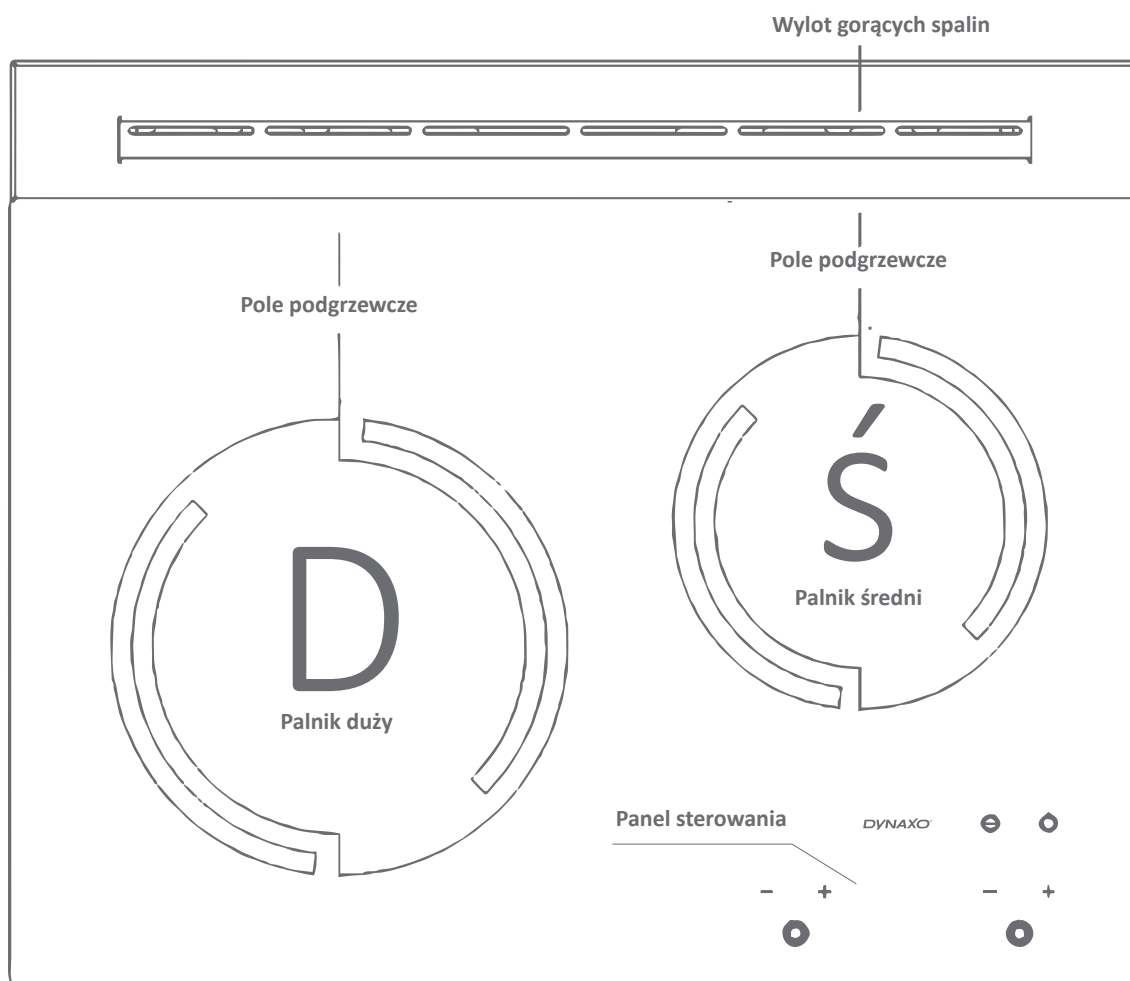 Wylot gorących spalin
Pole podgrzewcze
Pole podgrzewcze
Ś
Palnik średni
D
Palnik duży
Panel sterowania
DYNAXO
− +
− +